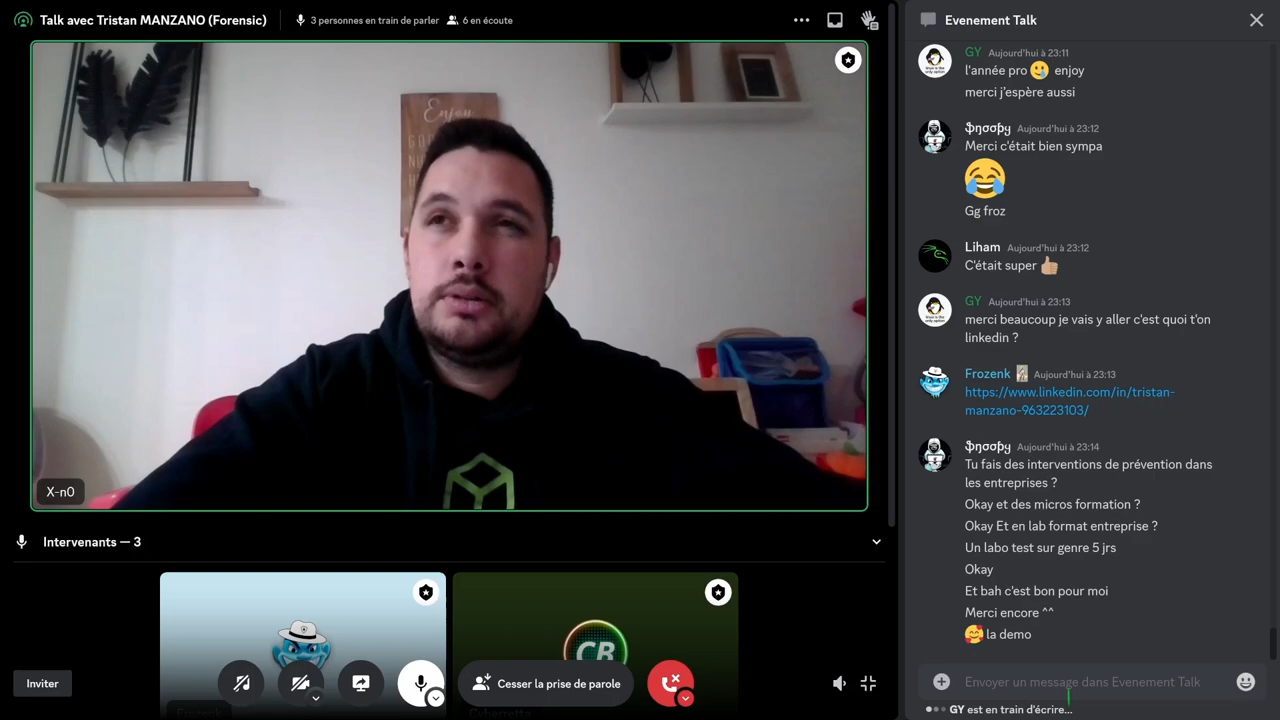 Talk avec Tristan MANZANO (Forensic)
3 personnes en train de parler
6 en écoute
Enjoy
X-n0
Intervenants — 3
CB
Inviter
Cesser la prise de parole
Evenement Talk
GY Aujourd'hui à 23:11
l'année pro 🥲 enjoy
merci j'espère aussi
𝔖ησσρу Aujourd'hui à 23:12
Merci c'était bien sympa
😂
Gg froz
Liham Aujourd'hui à 23:12
C'était super 👍🏼
GY Aujourd'hui à 23:13
merci beaucoup je vais y aller c'est quoi t'on
linkedin ?
Frozenk Aujourd'hui à 23:13
https://www.linkedin.com/in/tristan-
manzano-963223103/
𝔖ησσρу Aujourd'hui à 23:14
Tu fais des interventions de prévention dans
les entreprises ?
Okay et des micros formation ?
Okay Et en lab format entreprise ?
Un labo test sur genre 5 jrs
Okay
Et bah c'est bon pour moi
Merci encore ^^
🥰 la demo
Envoyer un message dans Evenement Talk
GY est en train d'écrire...